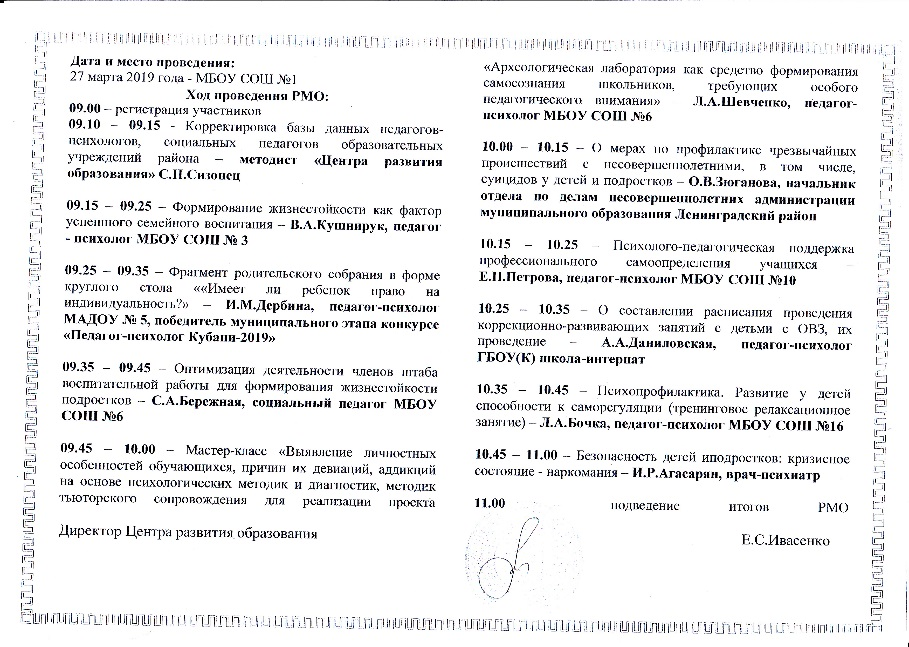 Дата и место проведения:
27 марта 2019 года - МБОУ СОШ №1
Ход проведения РМО:
09.00 – регистрация участников
09.10 – 09.15 - Корректировка базы данных педагогов-
психологов, социальных педагогов образовательных
учреждений района – методист «Центра развития
образования» С.П.Сизонец
09.15 – 09.25 – Формирование жизнестойкости как фактор
успешного семейного воспитания – В.А.Кушнирук, педагог
- психолог МБОУ СОШ № 3
09.25 – 09.35 – Фрагмент родительского собрания в форме
круглого стола ««Имеет ли ребенок право на
индивидуальность?» – И.М.Дербина, педагог-психолог
МАДОУ № 5, победитель муниципального этапа конкурсе
«Педагог-психолог Кубани-2019»
09.35 – 09.45 – Оптимизация деятельности членов штаба
воспитательной работы для формирования жизнестойкости
подростков – С.А.Бережная, социальный педагог МБОУ
СОШ №6
09.45 – 10.00 – Мастер-класс «Выявление личностных
особенностей обучающихся, причин их девиаций, аддикций
на основе психологических методик и диагностик, методик
тьюторского сопровождения для реализации проекта
«Археологическая лаборатория как средство формирования
самосознания школьников, требующих особого
педагогического внимания» – Л.А.Шевченко, педагог-
психолог МБОУ СОШ №6
10.00 – 10.15 – О мерах по профилактике чрезвычайных
происшествий с несовершеннолетними, в том числе,
суицидов у детей и подростков – О.В.Зюганова, начальник
отдела по делам несовершеннолетних администрации
муниципального образования Ленинградский район
10.15 – 10.25 – Психолого-педагогическая поддержка
профессионального самоопределения учащихся –
Е.П.Петрова, педагог-психолог МБОУ СОШ №10
10.25 – 10.35 – О составлении расписания проведения
коррекционно-развивающих занятий с детьми с ОВЗ, их
проведение – А.А.Даниловская, педагог-психолог
ГБОУ(К) школа-интернат
10.35 – 10.45 – Психопрофилактика. Развитие у детей
способности к саморегуляции (тренинговое релаксационное
занятие) – Л.А.Бочка, педагог-психолог МБОУ СОШ №16
10.45 – 11.00 – Безопасность детей иподростков: кризисное
состояние - наркомания – И.Р.Агасарян, врач-психиатр
11.00 подведение итогов РМО
Директор Центра развития образования
Е.С.Ивасенко